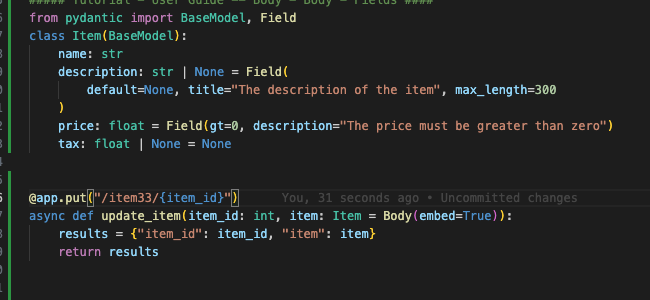 ##### Tutorial - User Guide -- Body - Body - Fields ####
from pydantic import BaseModel, Field
class Item(BaseModel):
    name: str
    description: str | None = Field(
        default=None, title="The description of the item", max_length=300
    )
    price: float = Field(gt=0, description="The price must be greater than zero")
    tax: float | None = None
@app.put("/item33/{item_id}") You, 31 seconds ago • Uncommitted changes
async def update_item(item_id: int, item: Item = Body(embed=True)):
    results = {"item_id": item_id, "item": item}
    return results